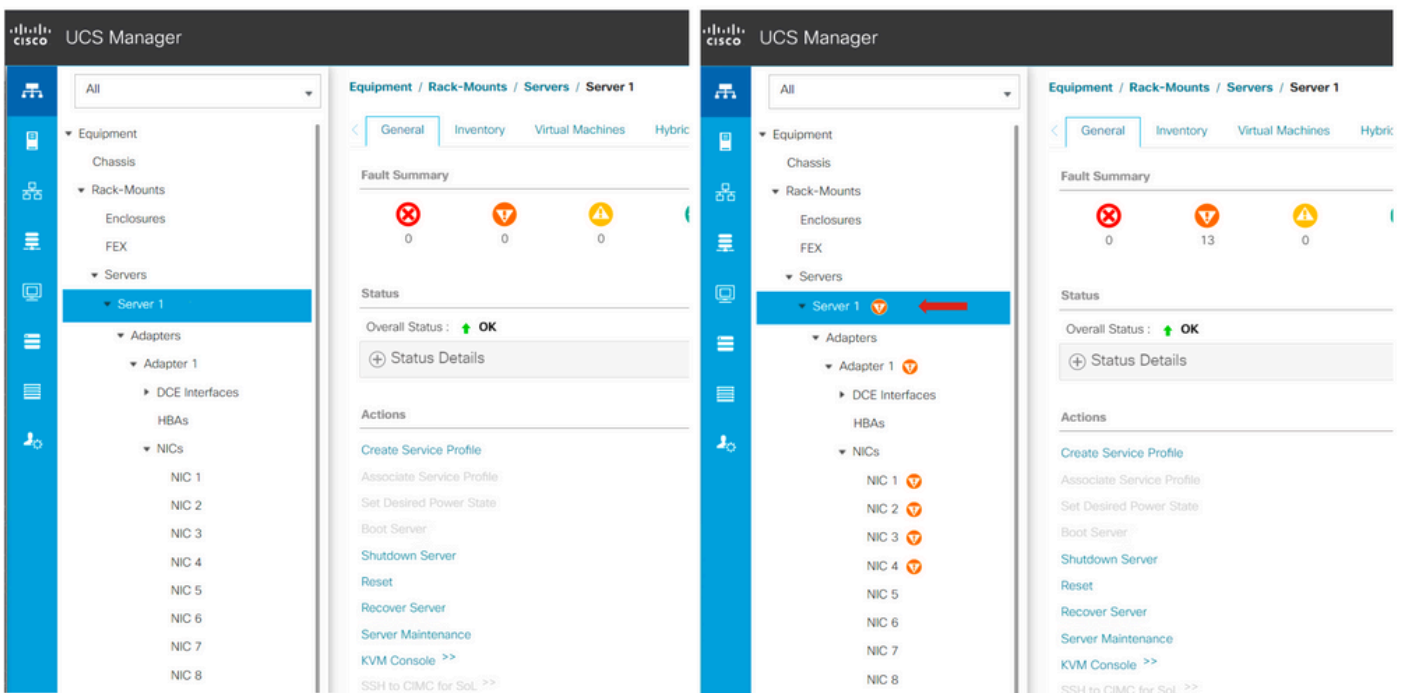 CISCO UCS Manager
All
Equipment
Chassis
Rack-Mounts
Enclosures
FEX
Servers
Server 1
Adapters
Adapter 1
DCE Interfaces
HBAs
NICs
NIC 1
NIC 2
NIC 3
NIC 4
NIC 5
NIC 6
NIC 7
NIC 8
Equipment / Rack-Mounts / Servers / Server 1
General Inventory Virtual Machines Hybric
Fault Summary
0 0 0
Status
Overall Status : OK
Status Details
Actions
Create Service Profile
Associate Service Profile
Set Desired Power State
Boot Server
Shutdown Server
Reset
Recover Server
Server Maintenance
KVM Console >>
SSH to CIMC for SoL >>
CISCO UCS Manager
All
Equipment
Chassis
Rack-Mounts
Enclosures
FEX
Servers
Server 1
Adapters
Adapter 1
DCE Interfaces
HBAs
NICs
NIC 1
NIC 2
NIC 3
NIC 4
NIC 5
NIC 6
NIC 7
NIC 8
Equipment / Rack-Mounts / Servers / Server 1
General Inventory Virtual Machines Hybric
Fault Summary
0 13 0
Status
Overall Status : OK
Status Details
Actions
Create Service Profile
Associate Service Profile
Set Desired Power State
Boot Server
Shutdown Server
Reset
Recover Server
Server Maintenance
KVM Console >>
SSH to CIMC for SoL >>